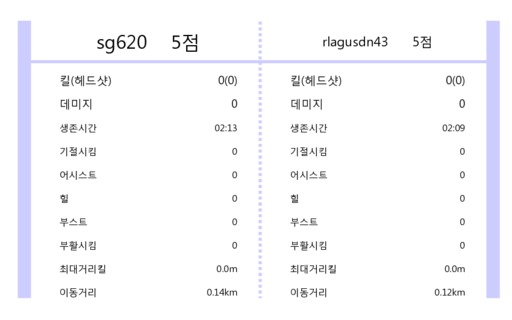 sg620 5점
킬(헤드샷) 0(0)
데미지 0
생존시간 02:13
기절시킴 0
어시스트 0
힐 0
부스트 0
부활시킴 0
최대거리킬 0.0m
이동거리 0.14km
rlagusdn43 5점
킬(헤드샷) 0(0)
데미지 0
생존시간 02:09
기절시킴 0
어시스트 0
힐 0
부스트 0
부활시킴 0
최대거리킬 0.0m
이동거리 0.12km